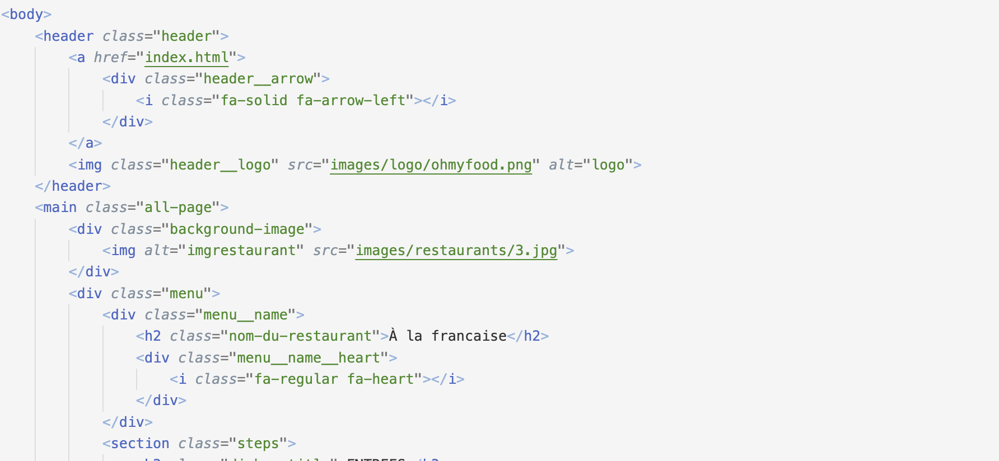 <body>
<header class="header">
<a href="index.html">
<div class="header__arrow">
<i class="fa-solid fa-arrow-left"></i>
</div>
</a>
<img class="header__logo" src="images/logo/ohmyfood.png" alt="logo">
</header>
<main class="all-page">
<div class="background-image">
<img alt="imgrestaurant" src="images/restaurants/3.jpg">
</div>
<div class="menu">
<div class="menu__name">
<h2 class="nom-du-restaurant">À la francaise</h2>
<div class="menu__name__heart">
<i class="fa-regular fa-heart"></i>
</div>
</div>
<section class="steps">